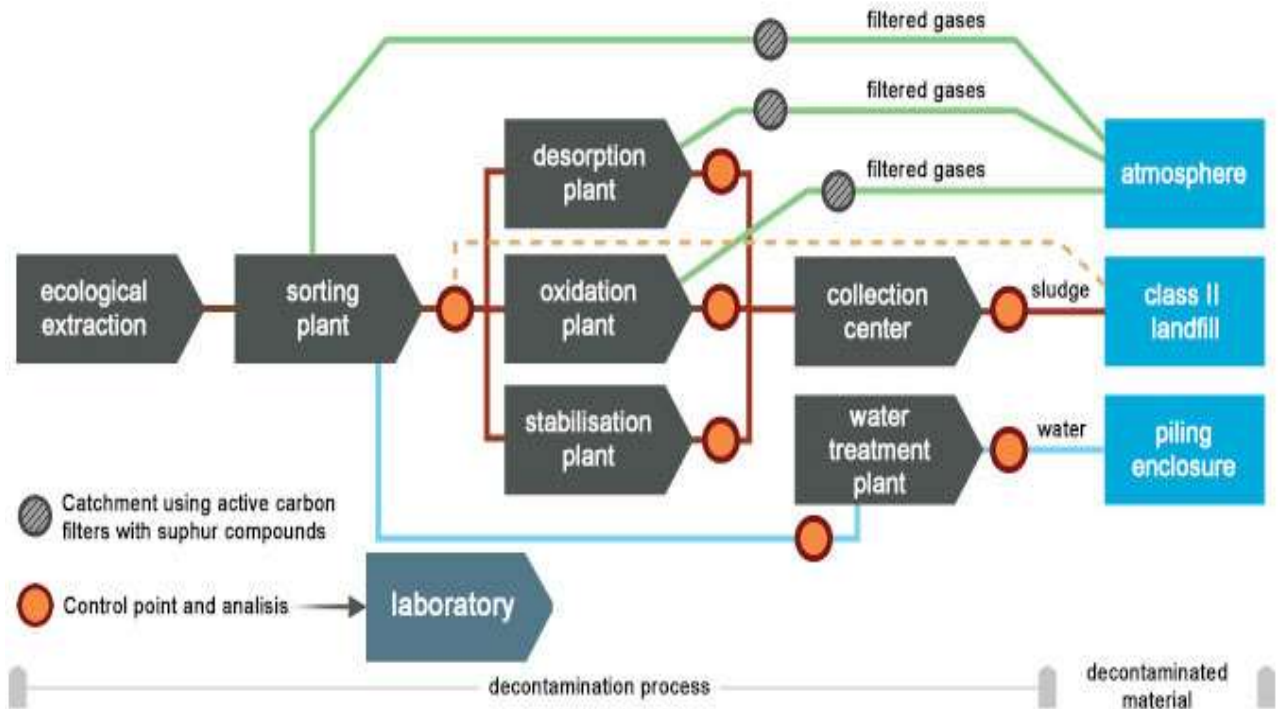 filtered gases
filtered gases
filtered gases
desorption
plant
atmosphere
ecological
extraction
sorting
plant
oxidation
plant
collection
center
sludge
class II
landfill
stabilisation
plant
water
treatment
plant
water
piling
enclosure
Catchment using active carbon
filters with suphur compounds
Control point and analisis
laboratory
decontamination process
decontaminated
material